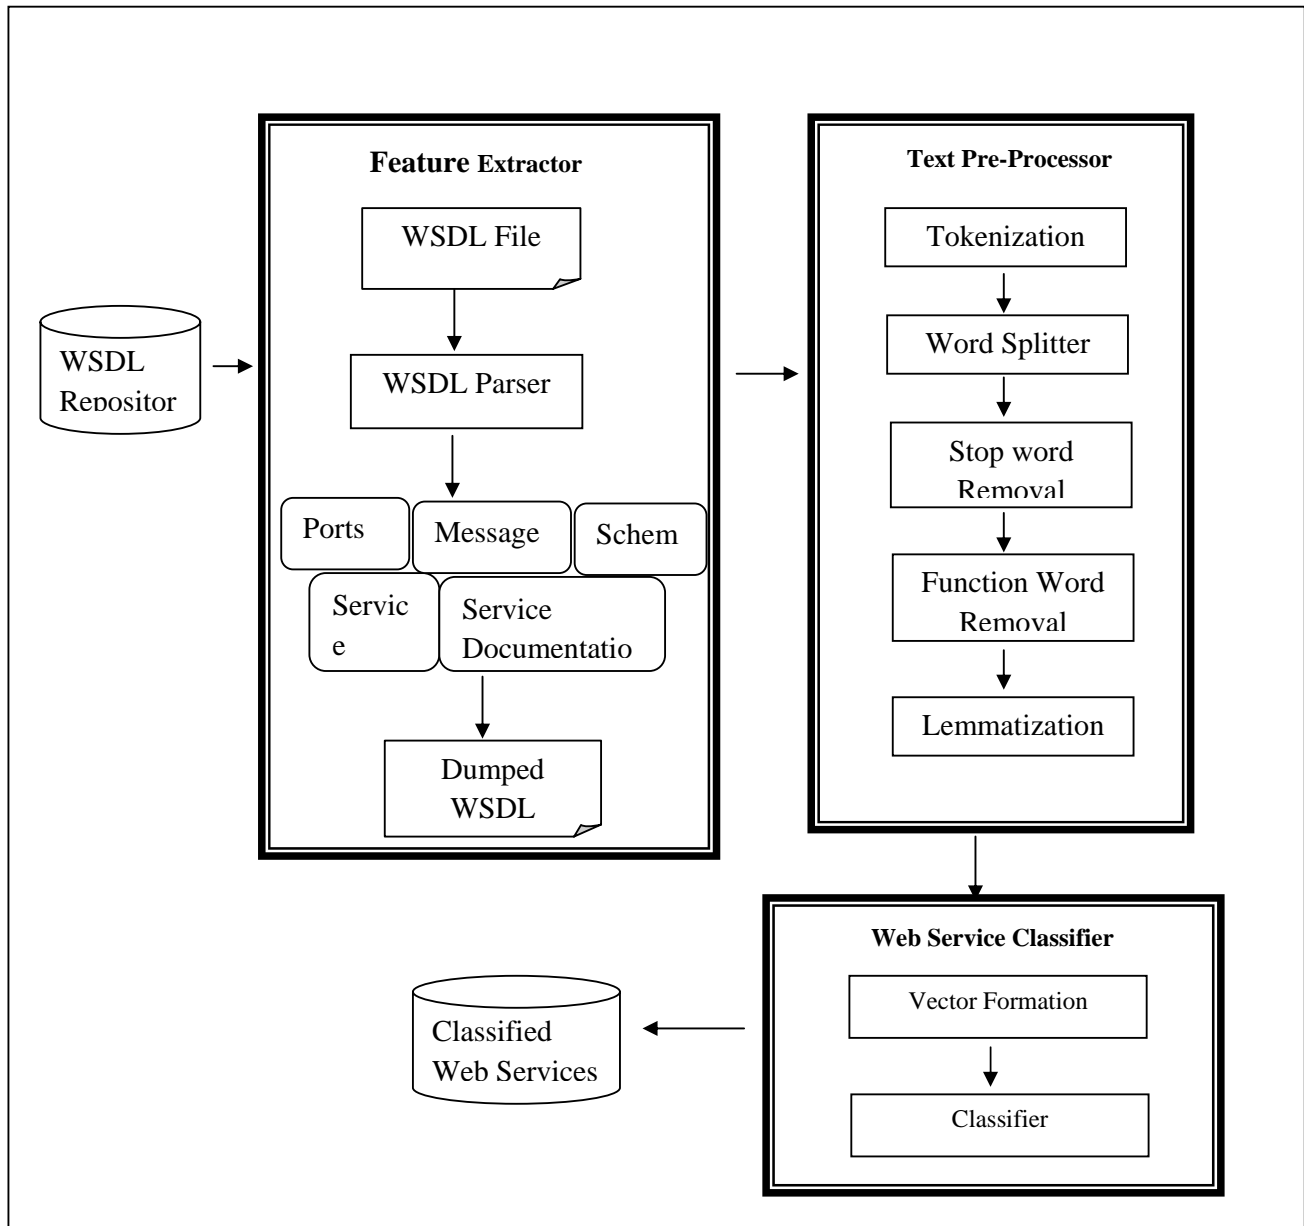 WSDL
Repositor
Feature Extractor
WSDL File
WSDL Parser
Ports
Message
Schem
Servic
e
Service
Documentatio
Dumped
WSDL
Text Pre-Processor
Tokenization
Word Splitter
Stop word
Removal
Function Word
Removal
Lemmatization
Web Service Classifier
Vector Formation
Classifier
Classified
Web Services